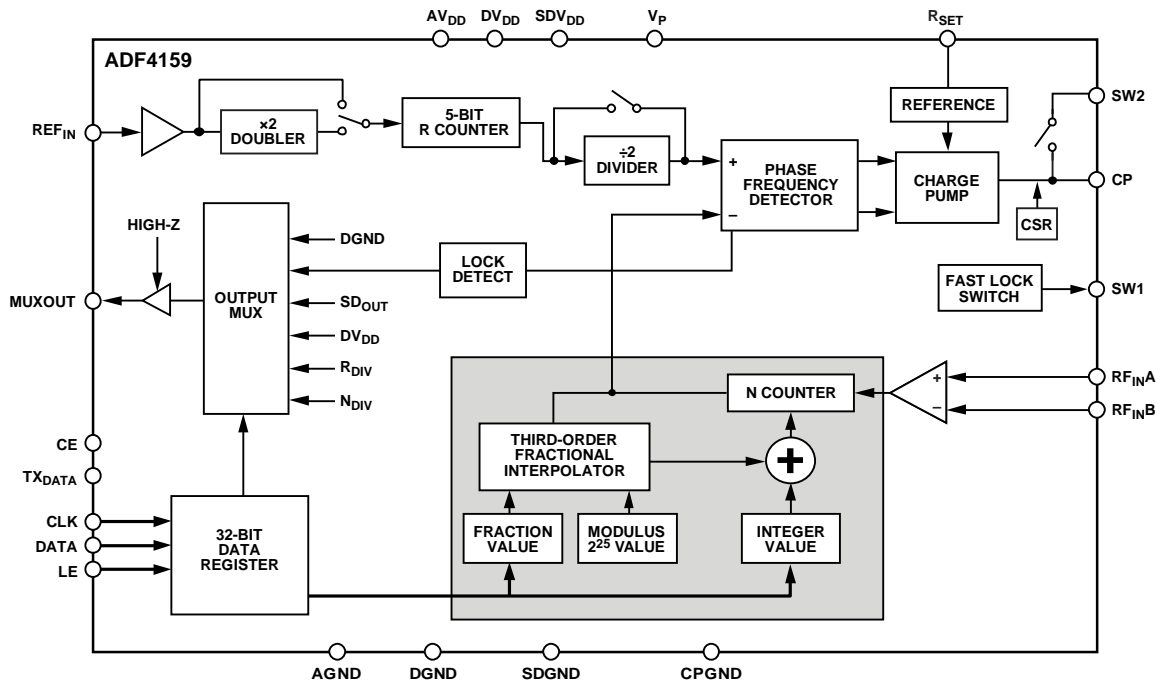 AVDD DVDD SDVDD VP RSET
ADF4159
REFIN
×2
DOUBLER
5-BIT
R COUNTER
÷2
DIVIDER
+
−
PHASE
FREQUENCY
DETECTOR
REFERENCE
CHARGE
PUMP
CSR
SW2
CP
HIGH-Z
MUXOUT
OUTPUT
MUX
DGND
LOCK
DETECT
SDOUT
DVDD
RDIV
NDIV
FAST LOCK
SWITCH
SW1
N COUNTER
+
−
RFINA
RFINB
THIRD-ORDER
FRACTIONAL
INTERPOLATOR
+
FRACTION
VALUE
MODULUS
2²⁵ VALUE
INTEGER
VALUE
CE
TXDATA
CLK
DATA
LE
32-BIT
DATA
REGISTER
AGND DGND SDGND CPGND